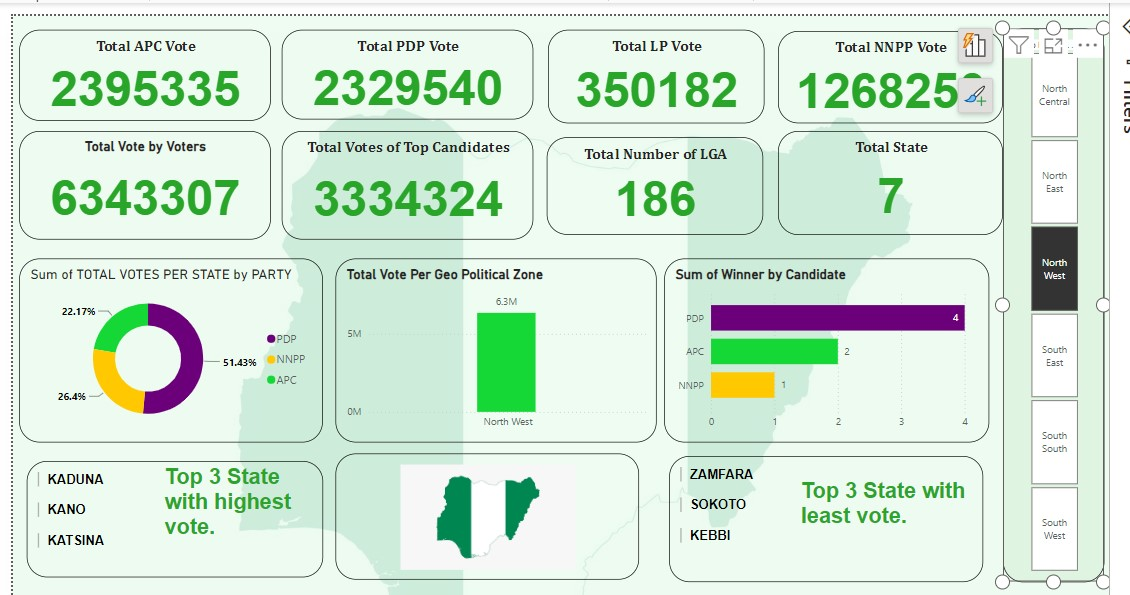 Total APC Vote
2395335
Total PDP Vote
2329540
Total LP Vote
350182
Total NNPP Vote
Total Vote by Voters
6343307
Total Votes of Top Candidates
3334324
Total Number of LGA
186
Total State
7
Sum of TOTAL VOTES PER STATE by PARTY
22.17%
51.43%
26.4%
PDP
NNPP
APC
Total Vote Per Geo Political Zone
6.3M
5M
0M
North West
Sum of Winner by Candidate
PDP
4
APC
2
NNPP
1
0
1
2
3
4
KADUNA
KANO
KATSINA
Top 3 State
with highest
vote.
ZAMFARA
SOKOTO
KEBBI
Top 3 State with
least vote.
North
Central
North
East
North
West
South
East
South
South
South
West
Filters